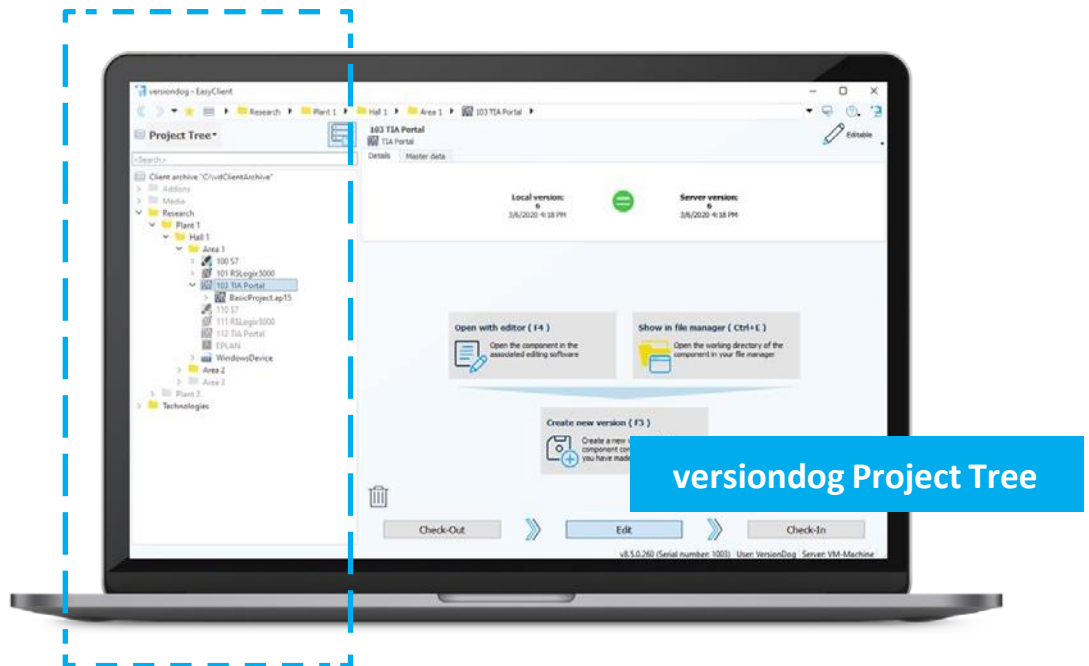 versiondog - EasyClient
Research Plant 1 Hall 1 Area 1 103 TIA Portal
Project Tree
103 TIA Portal
TIA Portal
Editable
<Search>
Details Master data
Client archive "C:\vdClientArchive"
Addons
Media
Research
Plant 1
Hall 1
Area 1
100 S7
101 RSLogix5000
103 TIA Portal
BasicProject.ap15
110 S7
111 RSLogix5000
112 TIA Portal
EPLAN
WindowsDevice
Area 2
Area 3
Plant 2
Technologies
Local version:
6
3/6/2020 4:18 PM
Server version:
6
3/6/2020 4:18 PM
Open with editor ( F4 )
Open the component in the
associated editing software
Show in file manager ( Ctrl+E )
Open the working directory of the
component in your file manager
Create new version ( F3 )
Create a new
component
you have made
versiondog Project Tree
Check-Out Edit Check-In
v8.5.0.260 (Serial number: 1003) User: VersionDog Server: VM-Machine